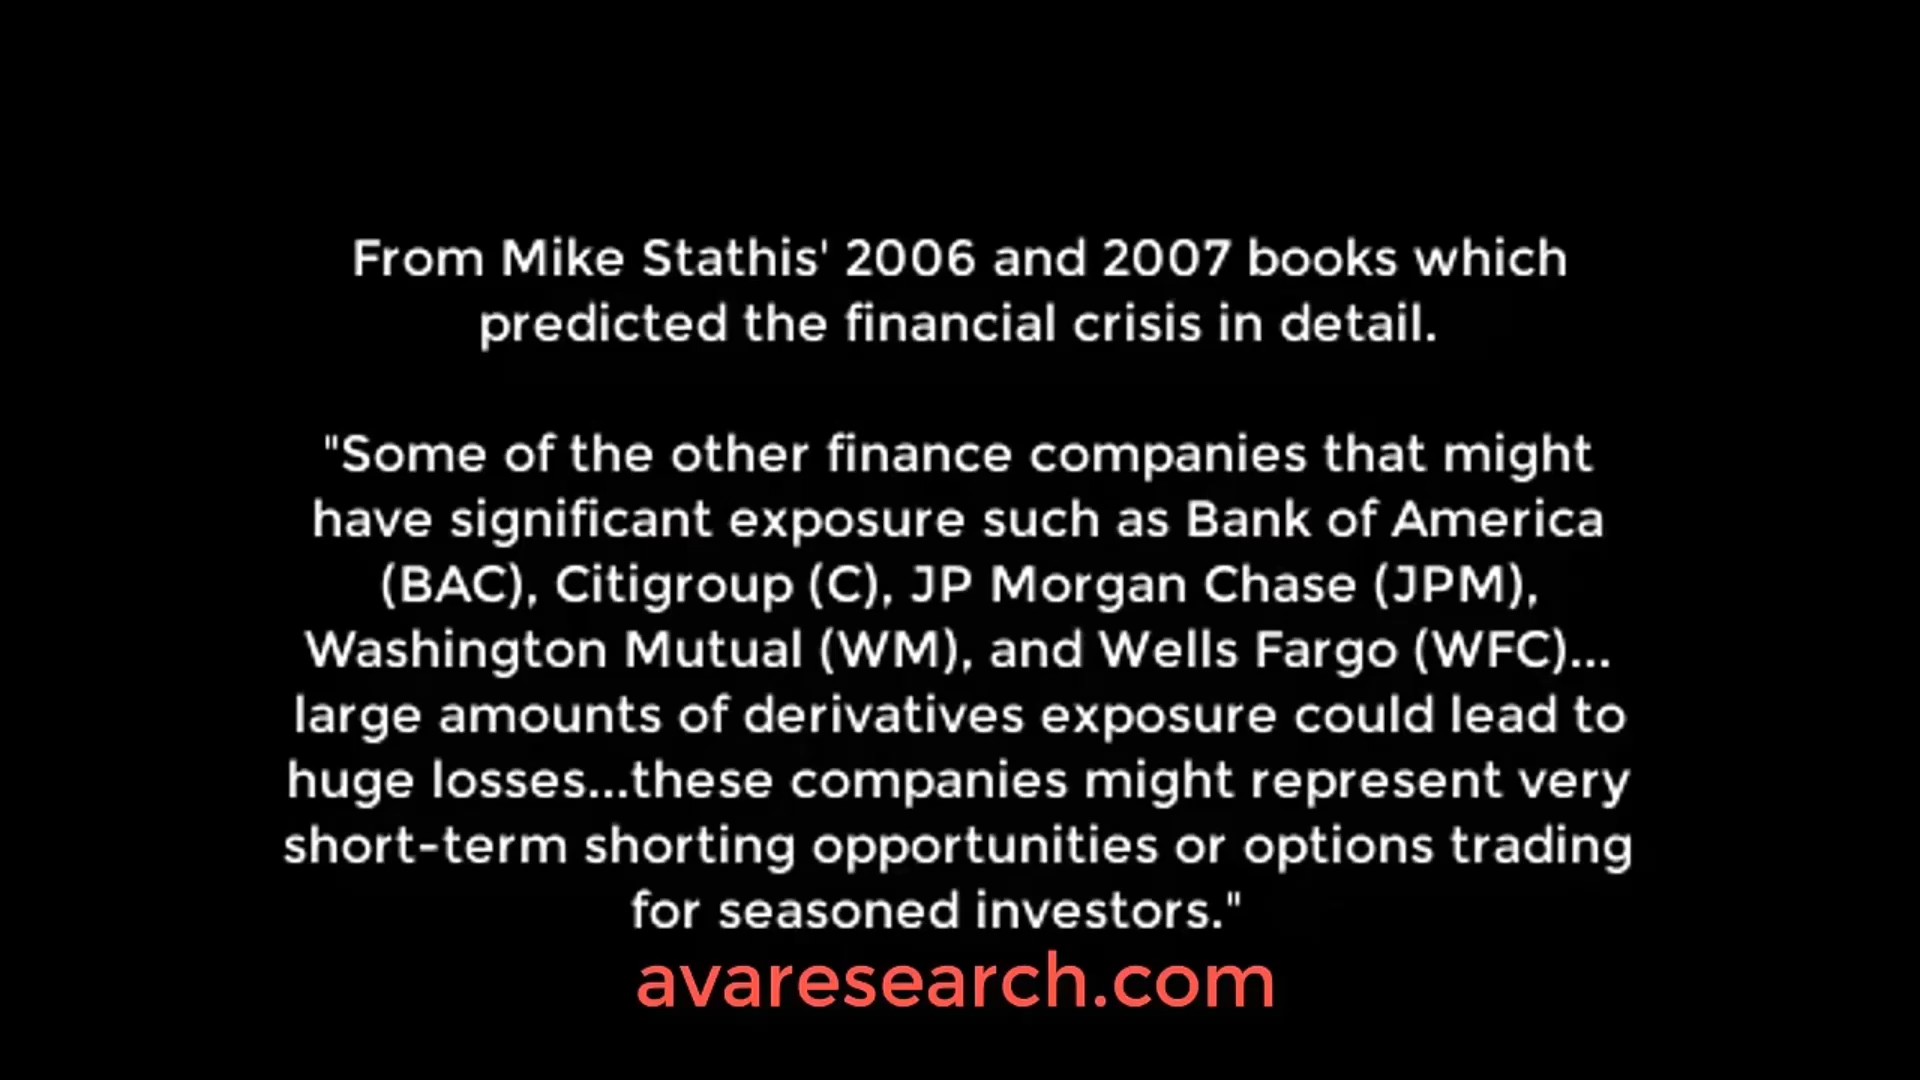 From Mike Stathis' 2006 and 2007 books which
predicted the financial crisis in detail.
"Some of the other finance companies that might
have significant exposure such as Bank of America
(BAC), Citigroup (C), JP Morgan Chase (JPM),
Washington Mutual (WM), and Wells Fargo (WFC)...
large amounts of derivatives exposure could lead to
huge losses...these companies might represent very
short-term shorting opportunities or options trading
for seasoned investors."
avaresearch.com